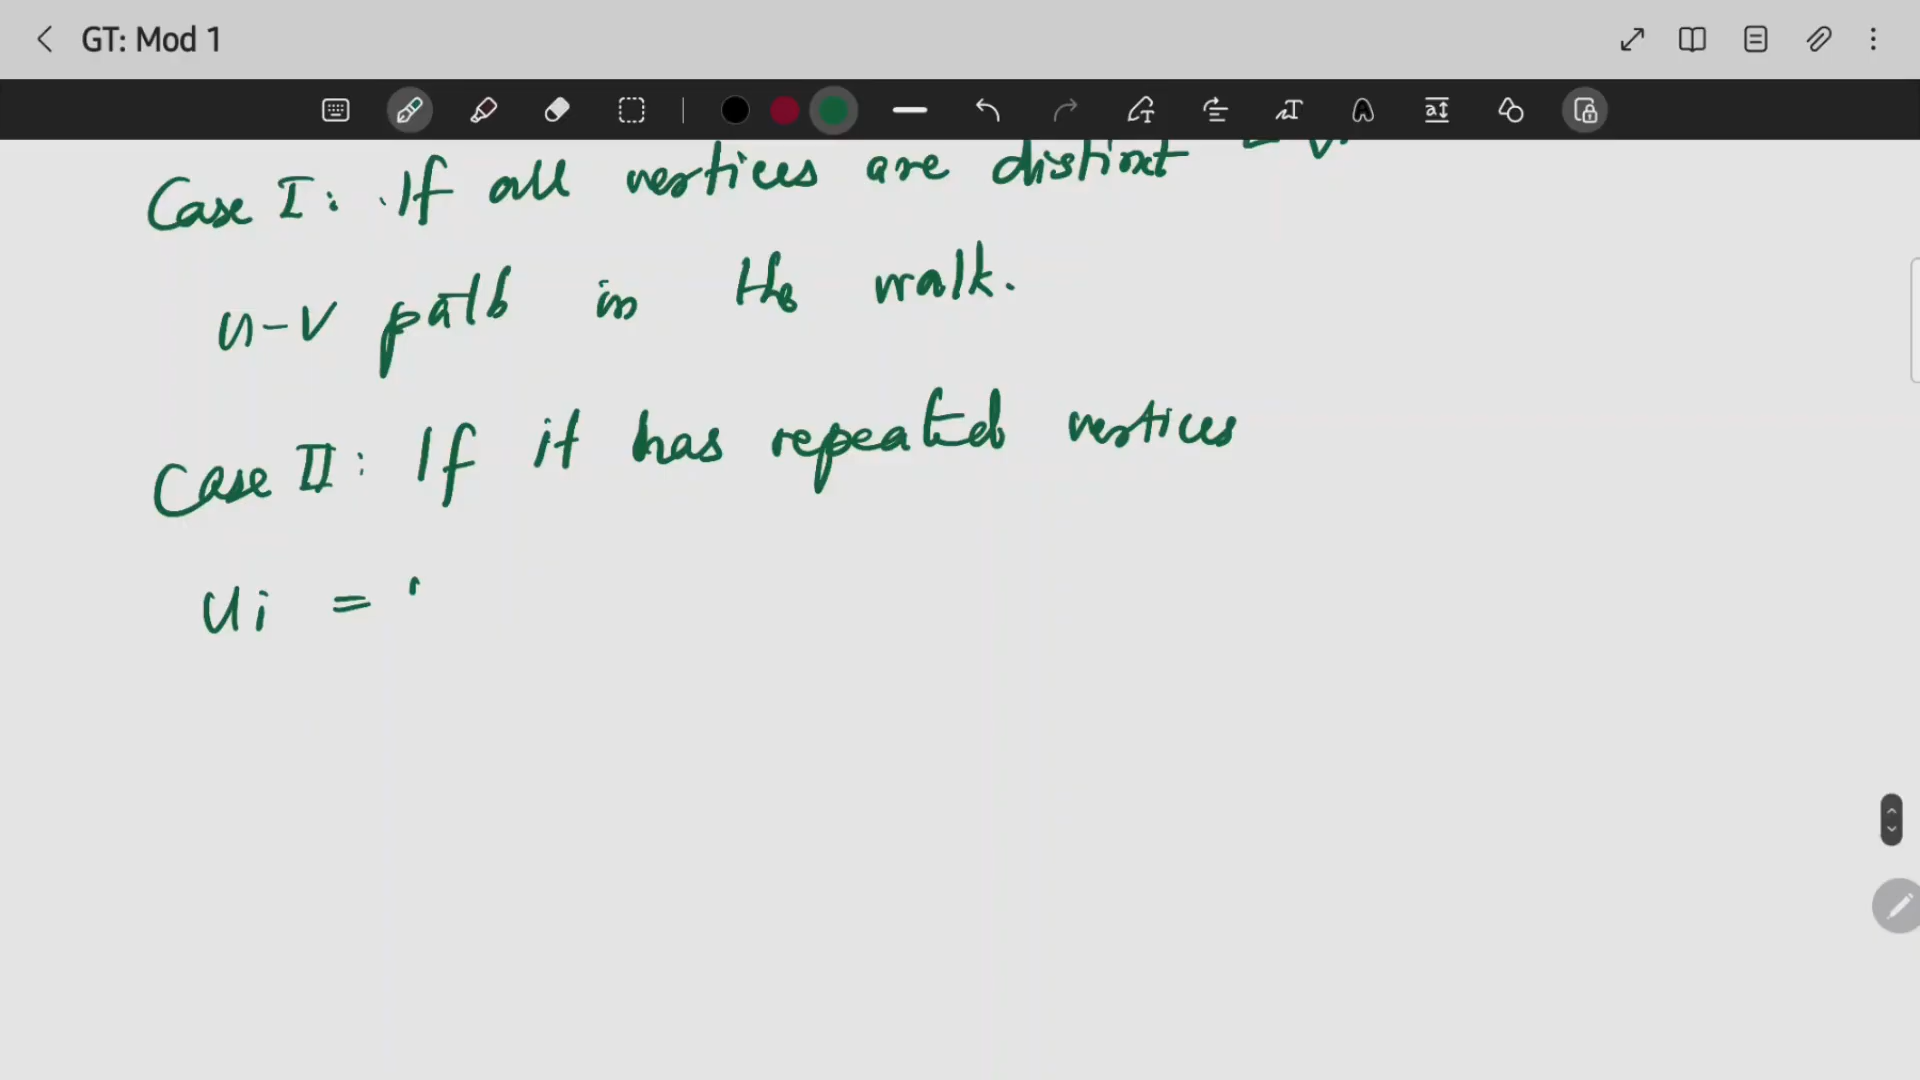 GT: Mod 1
Case I: If all vertices are distinct
u-v path in the walk.
Case II: If it has repeated vertices
ui =